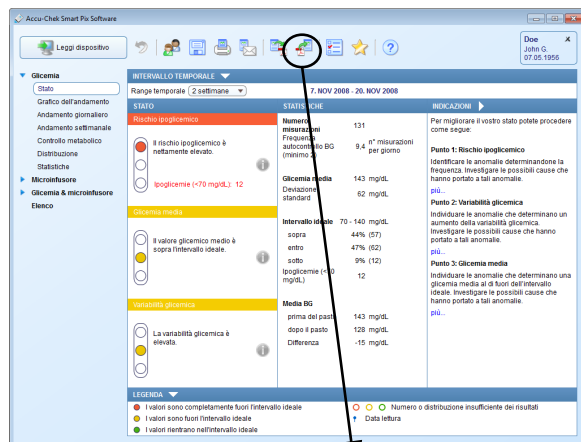 Accu-Chek Smart Pix Software
Leggi dispositivo
Doe
John G.
07.05.1956
Glicemia
Stato
Grafico dell'andamento
Andamento giornaliero
Andamento settimanale
Controllo metabolico
Distribuzione
Statistiche
Microinfusore
Glicemia & microinfusore
Elenco
INTERVALLO TEMPORALE
Range temporale 2 settimane 7. NOV 2008 - 20. NOV 2008
STATO
Rischio ipoglicemico
Il rischio ipoglicemico è
nettamente elevato.
Ipoglicemie (<70 mg/dL): 12
Glicemia media
Il valore glicemico medio è
sopra l'intervallo ideale.
Variabilità glicemica
La variabilità glicemica è
elevata.
STATISTICHE
Numero
misurazioni 131
Frequenza
autocontrollo BG
(minimo 2) 9,4 n° misurazioni
per giorno
Glicemia media 143 mg/dL
Deviazione
standard 62 mg/dL
Intervallo ideale 70 - 140 mg/dL
sopra 44% (57)
entro 47% (62)
sotto 9% (12)
Ipoglicemie (<70
mg/dL) 12
Media BG
prima del pasto 143 mg/dL
dopo il pasto 128 mg/dL
Differenza -15 mg/dL
INDICAZIONI
Per migliorare il vostro stato potete procedere
come segue:
Punto 1: Rischio ipoglicemico
Identificare le anomalie determinandone la
frequenza. Investigare le possibili cause che
hanno portato a tali anomalie.
più...
Punto 2: Variabilità glicemica
Individuare le anomalie che determinano un
aumento della variabilità glicemica.
Investigare le possibili cause che hanno
portato a tali anomalie.
più...
Punto 3: Glicemia media
Individuare le anomalie che determinano una
glicemia media al di fuori dell'intervallo
ideale. Investigare le possibili cause che
hanno portato a tali anomalie.
più...
LEGENDA
I valori sono completamente fuori l'intervallo ideale
I valori sono fuori l'intervallo ideale
I valori rientrano nell'intervallo ideale
Numero o distribuzione insufficiente dei risultati
Data lettura